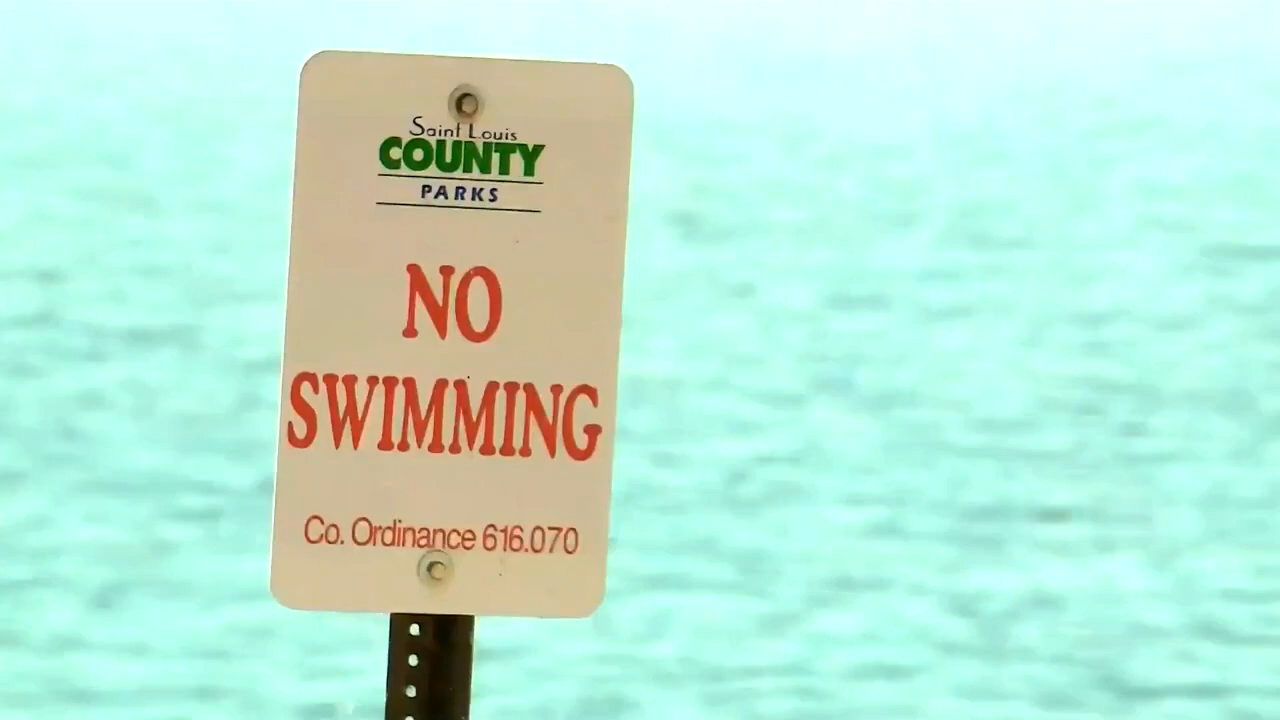 Saint Louis
COUNTY
PARKS
NO
SWIMMING
Co. Ordinance 616.070